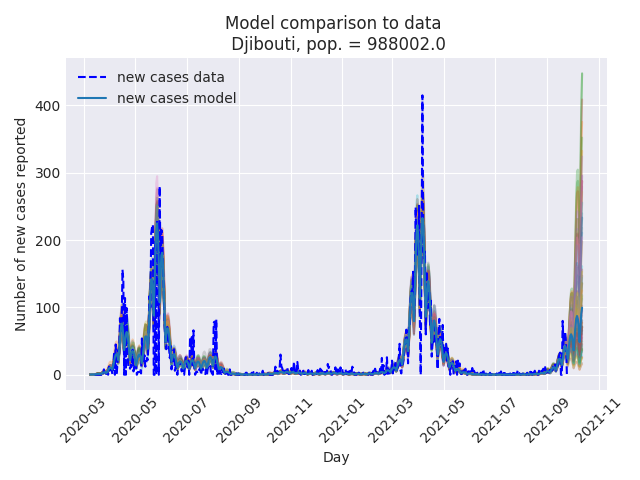 Model comparison to data
Djibouti, pop. = 988002.0
new cases data
new cases model
Number of new cases reported
400
300
200
100
0
2020-03
2020-05
2020-07
2020-09
2020-11
2021-01
2021-03
2021-05
2021-07
2021-09
2021-11
Day